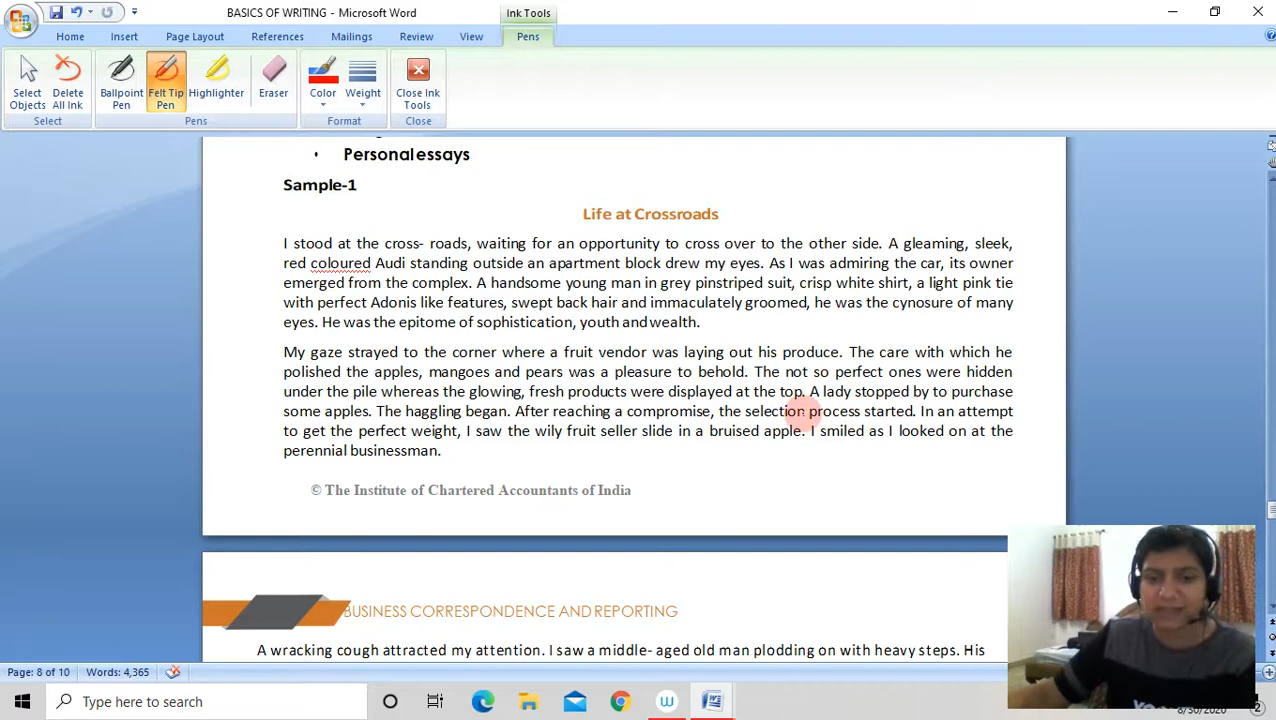 BASICS OF WRITING - Microsoft Word
Ink Tools
Home Insert Page Layout References Mailings Review View Pens
Select Objects
Delete All Ink
Ballpoint Pen
Felt Tip Pen
Highlighter
Eraser
Color
Weight
Close Ink Tools
Select Pens Format Close
• Personal essays
Sample-1
Life at Crossroads
I stood at the cross- roads, waiting for an opportunity to cross over to the other side. A gleaming, sleek,
red coloured Audi standing outside an apartment block drew my eyes. As I was admiring the car, its owner
emerged from the complex. A handsome young man in grey pinstriped suit, crisp white shirt, a light pink tie
with perfect Adonis like features, swept back hair and immaculately groomed, he was the cynosure of many
eyes. He was the epitome of sophistication, youth and wealth.
My gaze strayed to the corner where a fruit vendor was laying out his produce. The care with which he
polished the apples, mangoes and pears was a pleasure to behold. The not so perfect ones were hidden
under the pile whereas the glowing, fresh products were displayed at the top. A lady stopped by to purchase
some apples. The haggling began. After reaching a compromise, the selection process started. In an attempt
to get the perfect weight, I saw the wily fruit seller slide in a bruised apple. I smiled as I looked on at the
perennial businessman.
© The Institute of Chartered Accountants of India
BUSINESS CORRESPONDENCE AND REPORTING
A wracking cough attracted my attention. I saw a middle- aged old man plodding on with heavy steps. His
Page: 8 of 10 Words: 4,365
Type here to search
8/30/2020
2